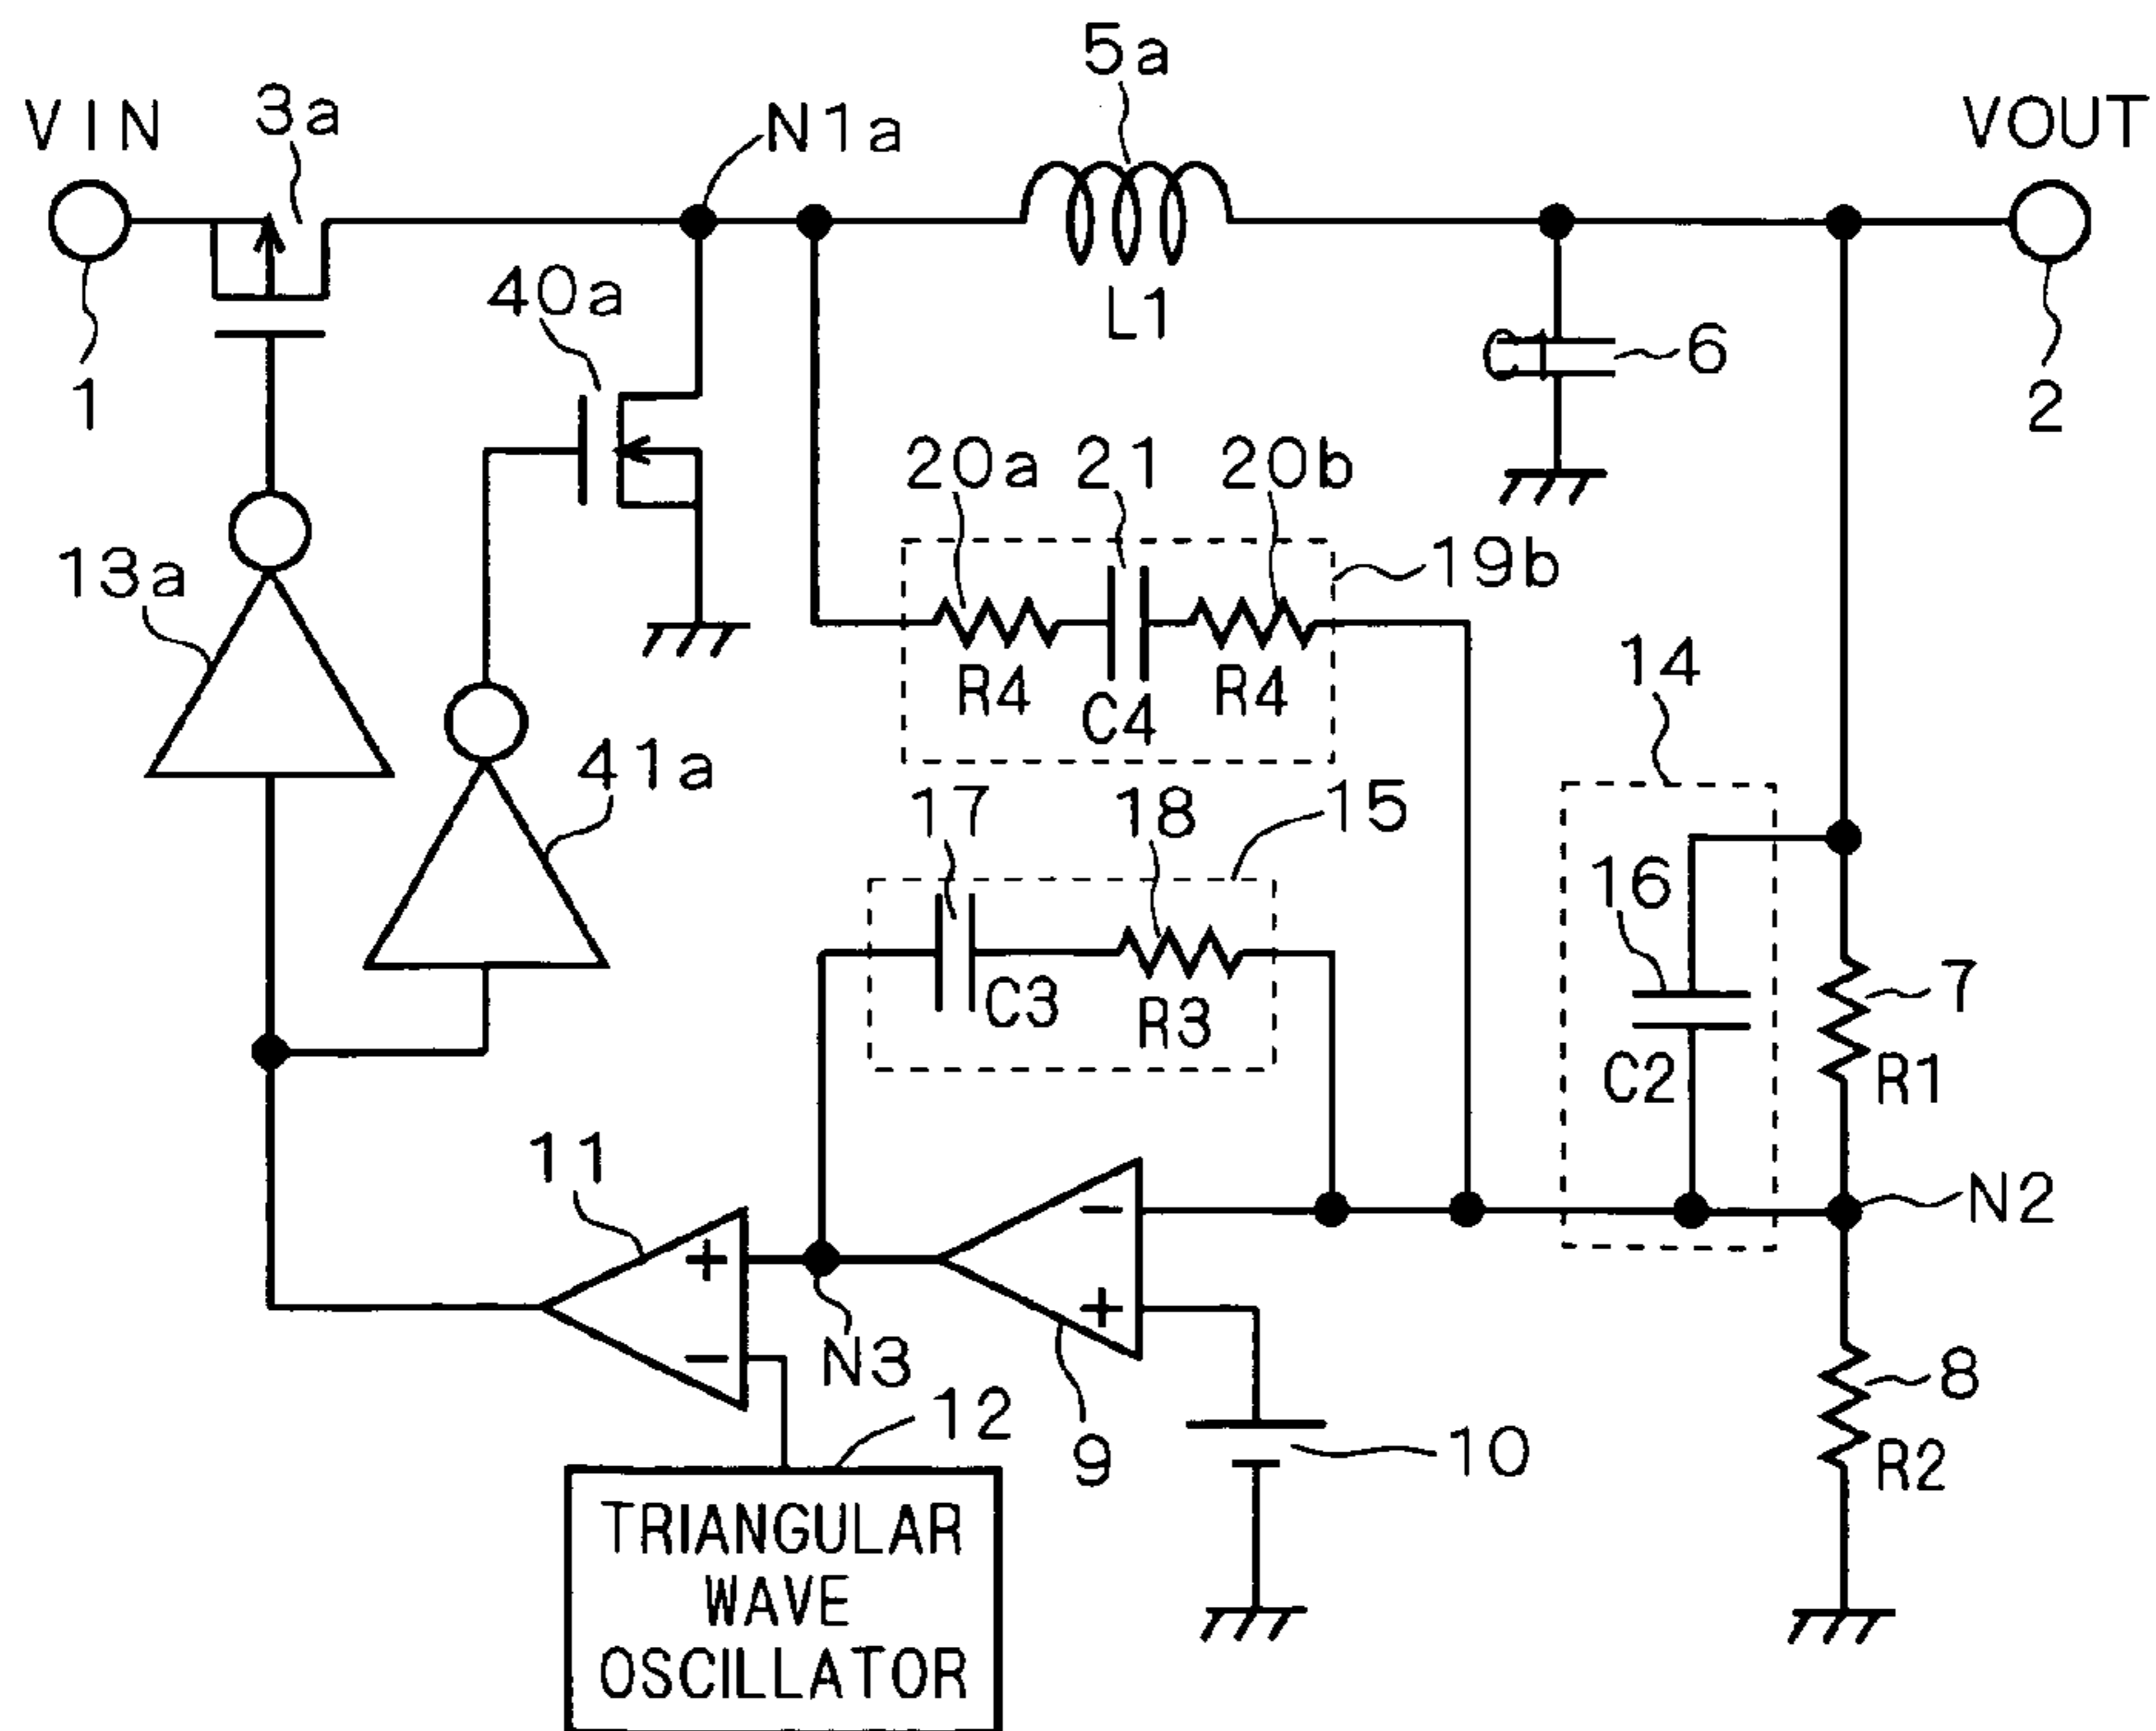 5a
VIN
3a
N1a
VOUT
40a
L1
C1
6
1
2
20a
21
20b
13a
19b
R4
C4
R4
14
41a
17
18
15
16
7
C3
R3
C2
R1
11
N2
+
−
+
−
N3
8
12
9
10
R2
TRIANGULAR
WAVE
OSCILLATOR